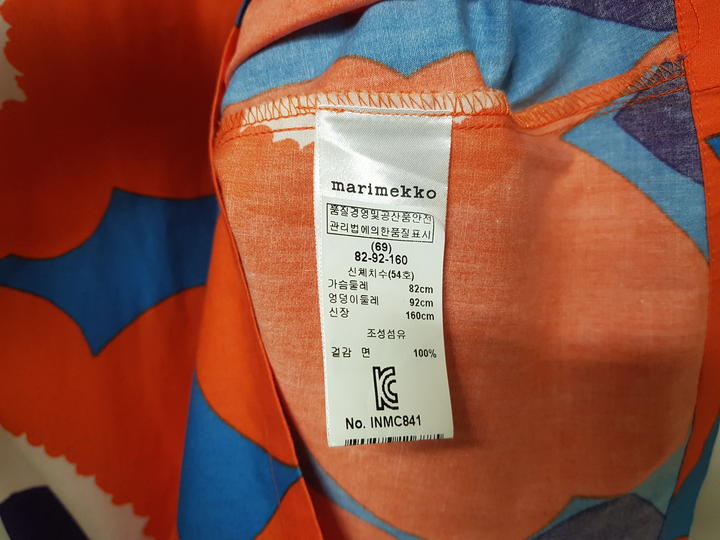 marimekko
품질경영및공산품안전
관리법에의한품질표시
(69)
82-92-160
신체치수(54호)
가슴둘레 82cm
엉덩이둘레 92cm
신장 160cm
조성섬유
겉감 면 100%
No. INMC841